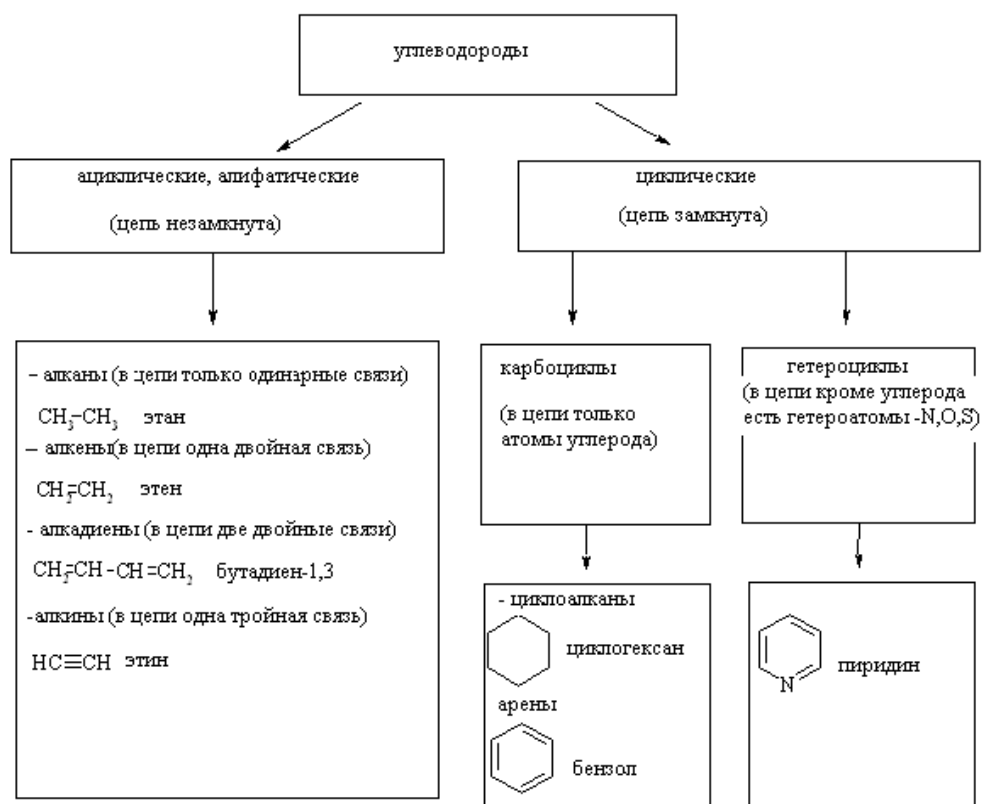 углеводороды
ациклические, алифатические
(цепь незамкнута)
циклические
(цепь замкнута)
– алканы (в цепи только одинарные связи)
CH₃–CH₃ этан
– алкены(в цепи одна двойная связь)
CH₂=CH₂ этен
- алкадиены (в цепи две двойные связи)
CH₂=CH-CH=CH₂ бутадиен-1,3
-алкины (в цепи одна тройная связь)
HC≡CH этин
карбоциклы
(в цепи только
атомы углерода)
гетероциклы
(в цепи кроме углерода
есть гетероатомы -N,O,S)
- циклоалканы
циклогексан
арены
бензол
N
пиридин